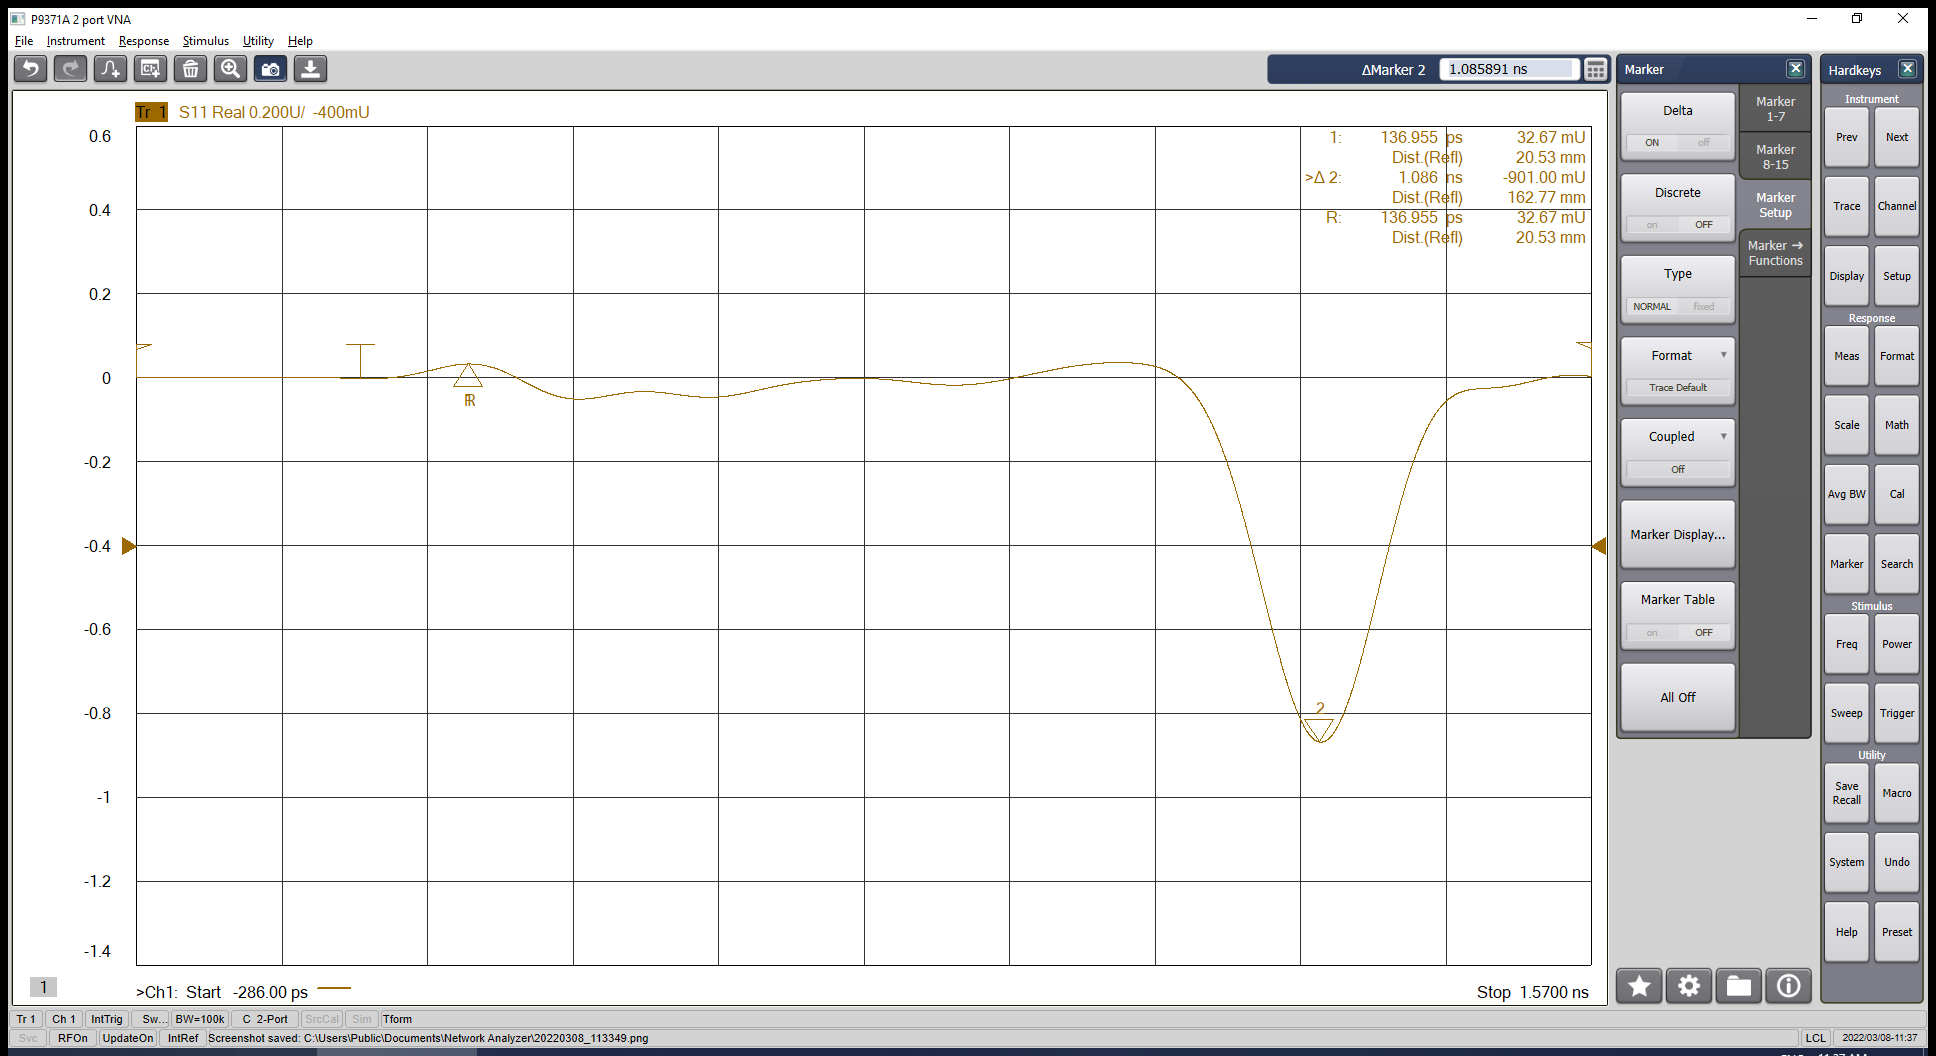 P9371A 2 port VNA
File Instrument Response Stimulus Utility Help
ΔMarker 2 1.085891 ns
Tr 1 S11 Real 0.200U/ -400mU
0.6
0.4
0.2
0
-0.2
-0.4
-0.6
-0.8
-1
-1.2
-1.4
1: 136.955 ps 32.67 mU
Dist.(Refl) 20.53 mm
>Δ 2: 1.086 ns -901.00 mU
Dist.(Refl) 162.77 mm
R: 136.955 ps 32.67 mU
Dist.(Refl) 20.53 mm
R
2
1
>Ch1: Start -286.00 ps
Stop 1.5700 ns
Marker
Delta
ON off
Discrete
on OFF
Type
NORMAL fixed
Format
Trace Default
Coupled
Off
Marker Display...
Marker Table
on OFF
All Off
Marker
1-7
Marker
8-15
Marker
Setup
Marker →
Functions
Hardkeys
Instrument
Prev Next
Trace Channel
Display Setup
Response
Meas Format
Scale Math
Avg BW Cal
Marker Search
Stimulus
Freq Power
Sweep Trigger
Utility
Save
Recall
Macro
System Undo
Help Preset
Tr 1 Ch 1 IntTrig Sw... BW=100k C 2-Port SrcCal Sim Tform
Svc RFOn UpdateOn IntRef Screenshot saved: C:\Users\Public\Documents\Network Analyzer\20220308_113349.png LCL 2022/03/08-11:37